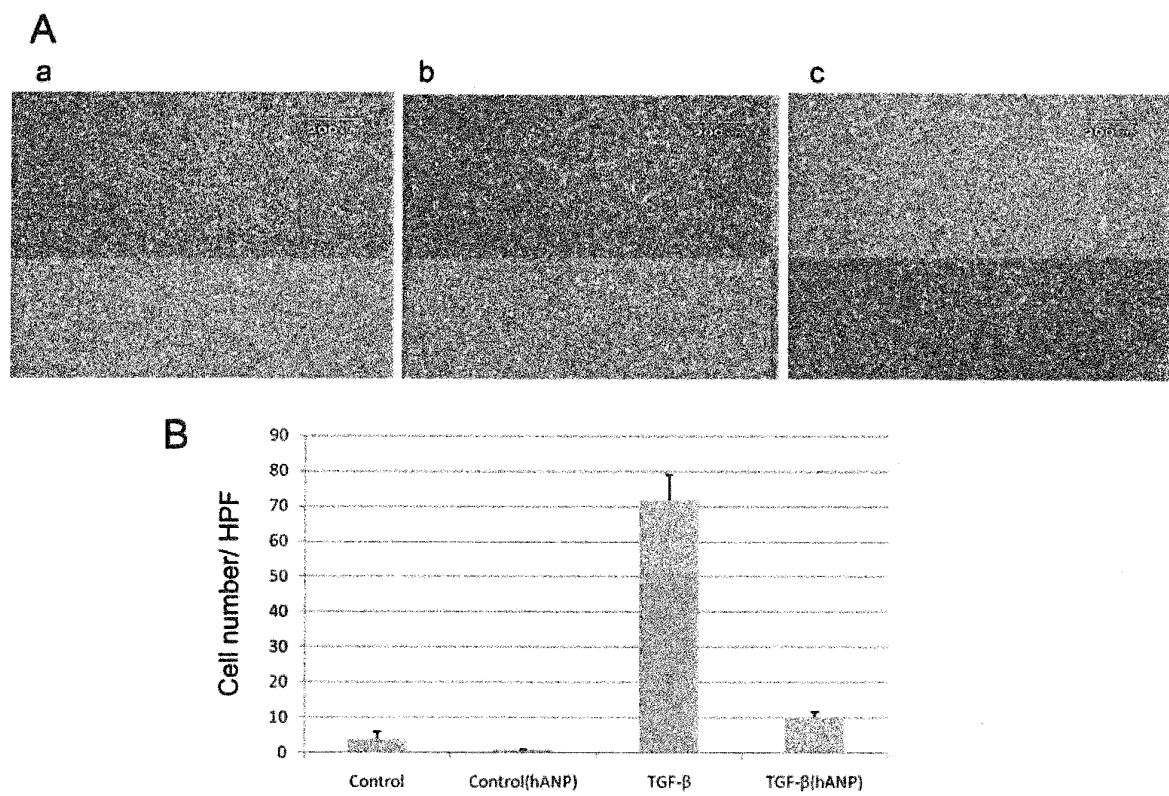 A
a b c
B
Cell number/ HPF
90
80
70
60
50
40
30
20
10
0
Control Control(hANP) TGF-β TGF-β(hANP)